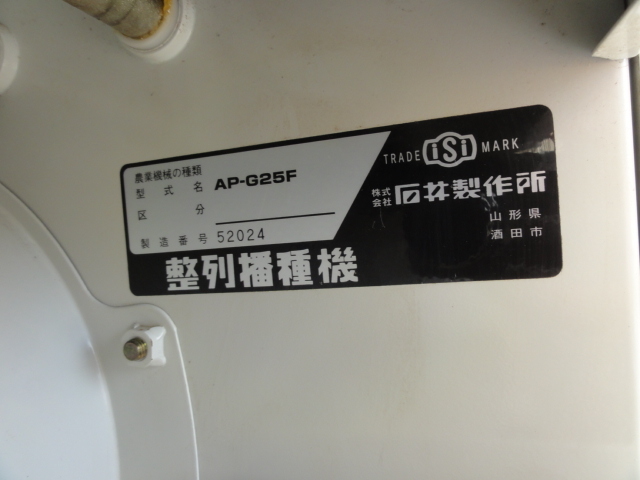 農業機械の種類
型式名 AP-G25F
区分
製造番号 52024
整列播種機
TRADE iSi MARK
株式会社 石井製作所
山形県
酒田市